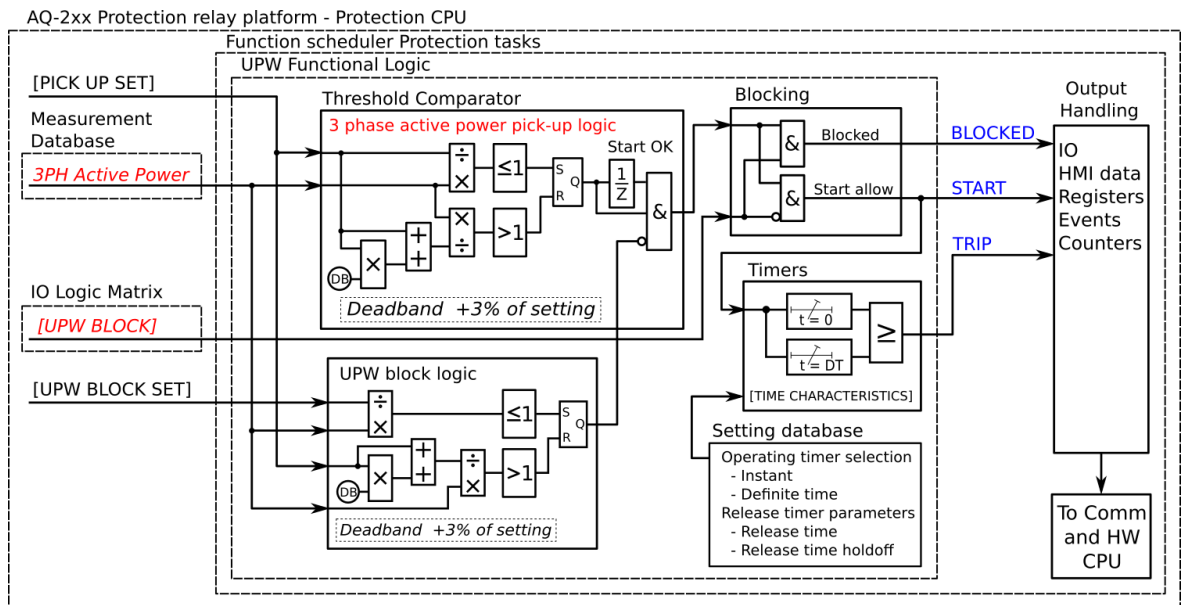 AQ-2xx Protection relay platform - Protection CPU
Function scheduler Protection tasks
UPW Functional Logic
[PICK UP SET]
Measurement
Database
3PH Active Power
IO Logic Matrix
[UPW BLOCK]
[UPW BLOCK SET]
Threshold Comparator
3 phase active power pick-up logic
Start OK
÷
×
≤1
S
R
Q
1
Z
&
×
÷
>1
+
+
×
DB
Deadband +3% of setting
UPW block logic
÷
×
≤1
S
R
Q
+
+
÷
×
>1
×
DB
Deadband +3% of setting
Blocking
&
Blocked
&
Start allow
BLOCKED
START
TRIP
Timers
t = 0
t = DT
≥
[TIME CHARACTERISTICS]
Setting database
Operating timer selection
- Instant
- Definite time
Release timer parameters
- Release time
- Release time holdoff
Output
Handling
IO
HMI data
Registers
Events
Counters
To Comm
and HW
CPU